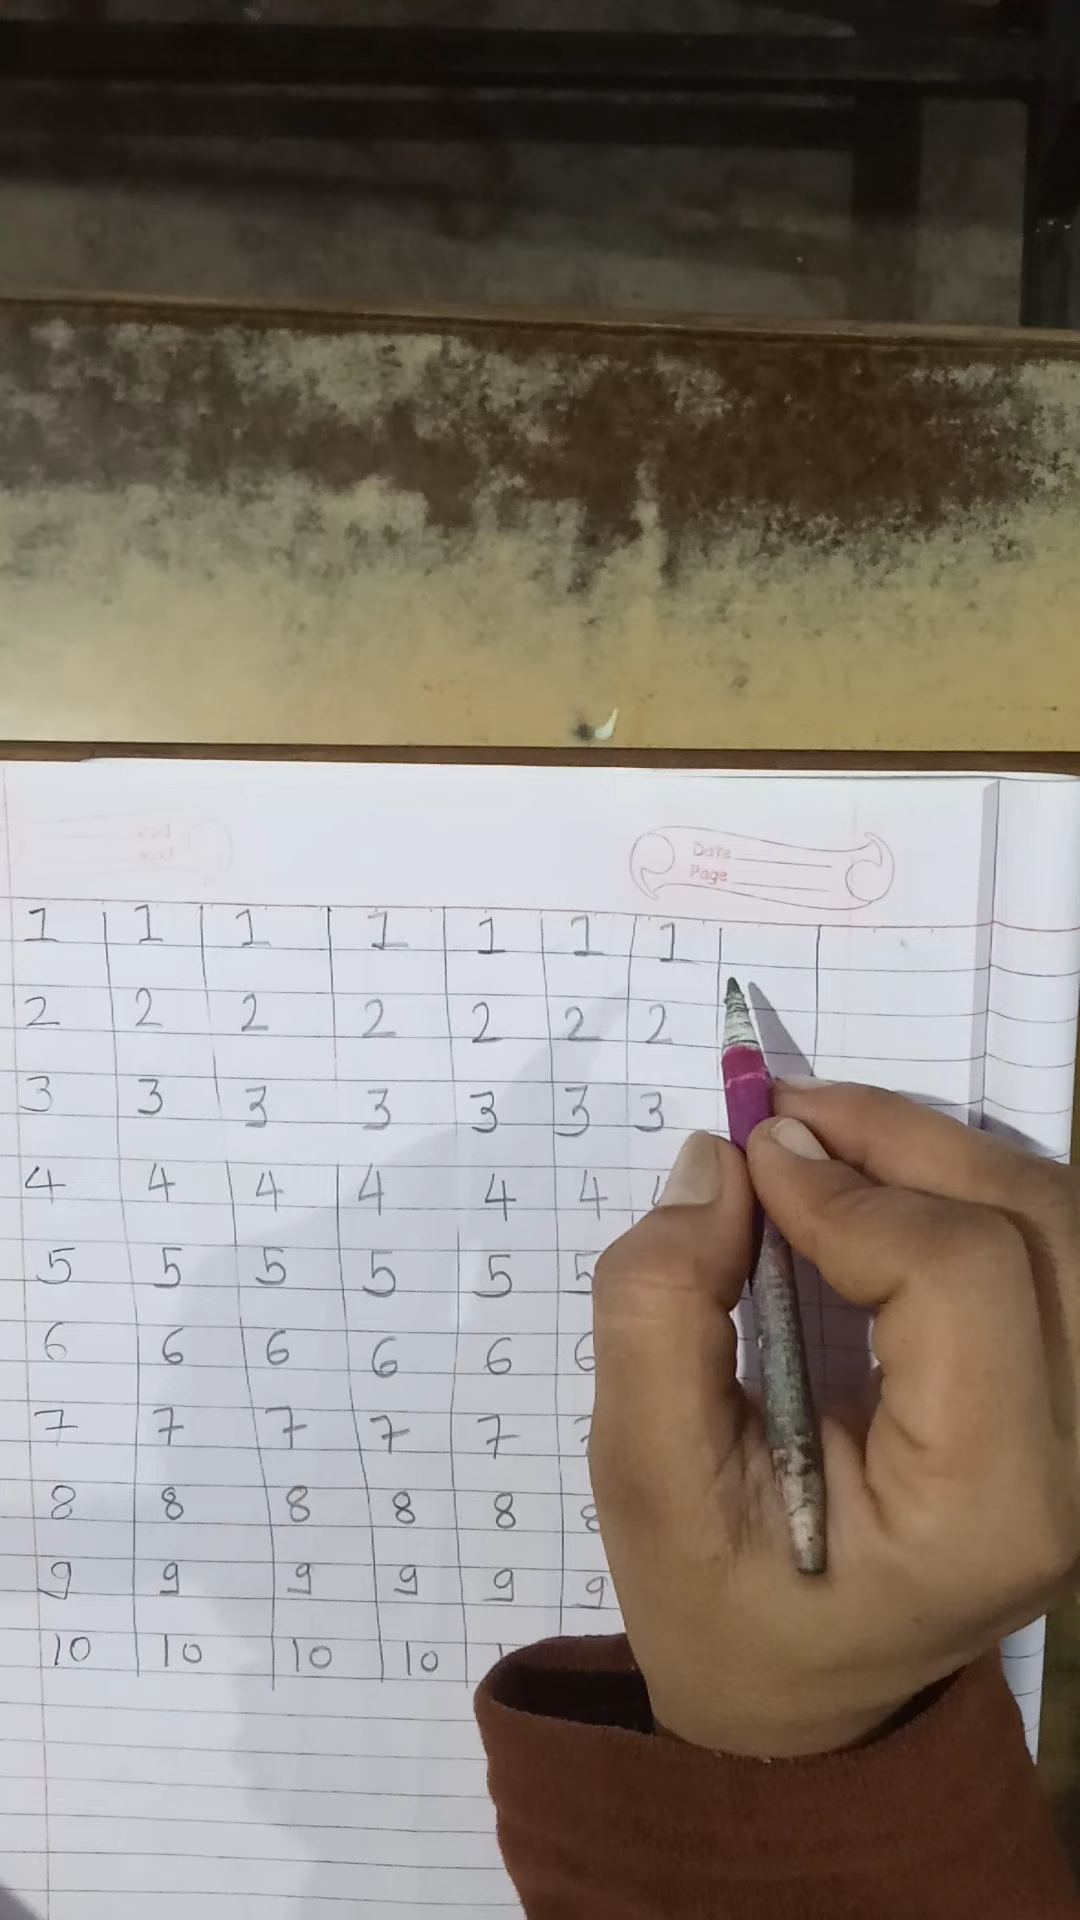 Date
Page
1 1 1 1 1 1 1
2 2 2 2 2 2 2
3 3 3 3 3 3 3
4 4 4 4 4 4
5 5 5 5 5 5
6 6 6 6 6 6
7 7 7 7 7
8 8 8 8 8 8
9 9 9 9 9 9
10 10 10 10